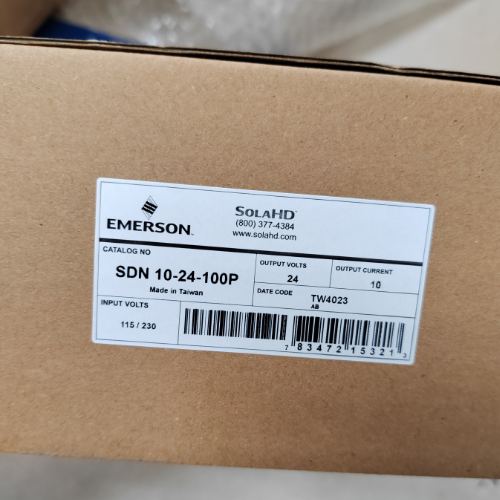 EMERSON.
SOLAHD
(800) 377-4384
www.solahd.com
CATALOG NO
SDN 10-24-100P
Made in Taiwan
OUTPUT VOLTS
24
OUTPUT CURRENT
10
DATE CODE
TW4023
AB
INPUT VOLTS
115 / 230
7 83472 15321 3